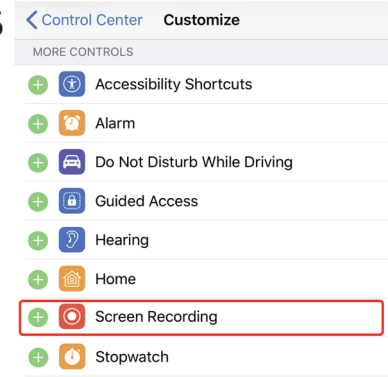 Control Center Customize
MORE CONTROLS
Accessibility Shortcuts
Alarm
Do Not Disturb While Driving
Guided Access
Hearing
Home
Screen Recording
Stopwatch